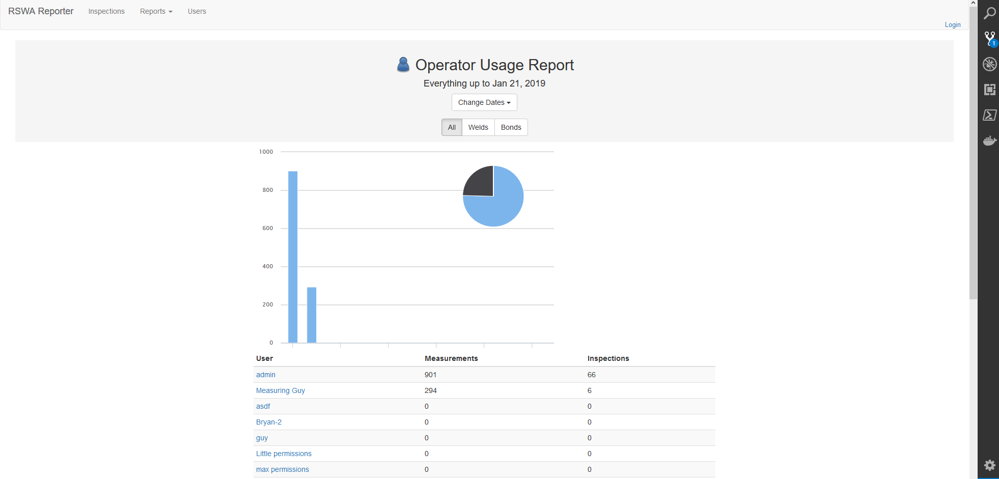 RSWA Reporter Inspections Reports Users
Login
1
Operator Usage Report
Everything up to Jan 21, 2019
Change Dates
All Welds Bonds
1000
800
600
400
200
0
User Measurements Inspections
admin 901 66
Measuring Guy 294 6
asdf 0 0
Bryan-2 0 0
guy 0 0
Little permissions 0 0
max permissions 0 0